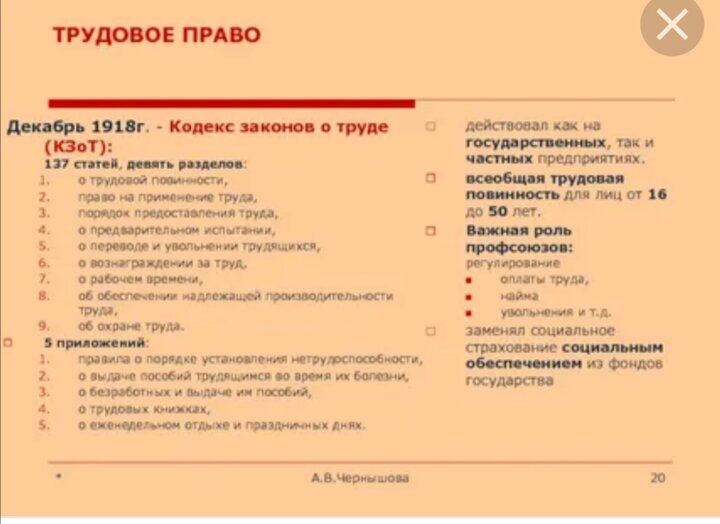 ТРУДОВОЕ ПРАВО
Декабрь 1918г. - Кодекс законов о труде
(КЗоТ):
137 статей, девять разделов:
1. о трудовой повинности,
2. право на применение труда,
3. порядок предоставления труда,
4. о предварительном испытании,
5. о переводе и увольнении трудящихся,
6. о вознаграждении за труд,
7. о рабочем времени,
8. об обеспечении надлежащей производительности
труда,
9. об охране труда.
5 приложений:
1. правила о порядке установления нетрудоспособности,
2. о выдаче пособий трудящимся во время их болезни,
3. о безработных и выдаче им пособий,
4. о трудовых книжках,
5. о еженедельном отдыхе и праздничных днях.
действовал как на
государственных, так и
частных предприятиях.
всеобщая трудовая
повинность для лиц от 16
до 50 лет.
Важная роль
профсоюзов:
регулирование
оплаты труда,
найма
увольнения и т.д.
заменял социальное
страхование социальным
обеспечением из фондов
государства
* А.В.Чернышова 20